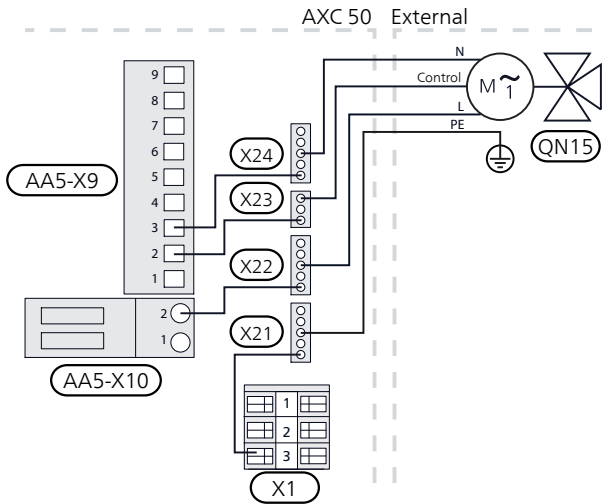 AXC 50 External
N
Control
L
PE
M ~ 1
QN15
9
8
7
6
5
4
3
2
1
AA5-X9
X24
X23
X22
X21
2
1
AA5-X10
1
2
3
X1